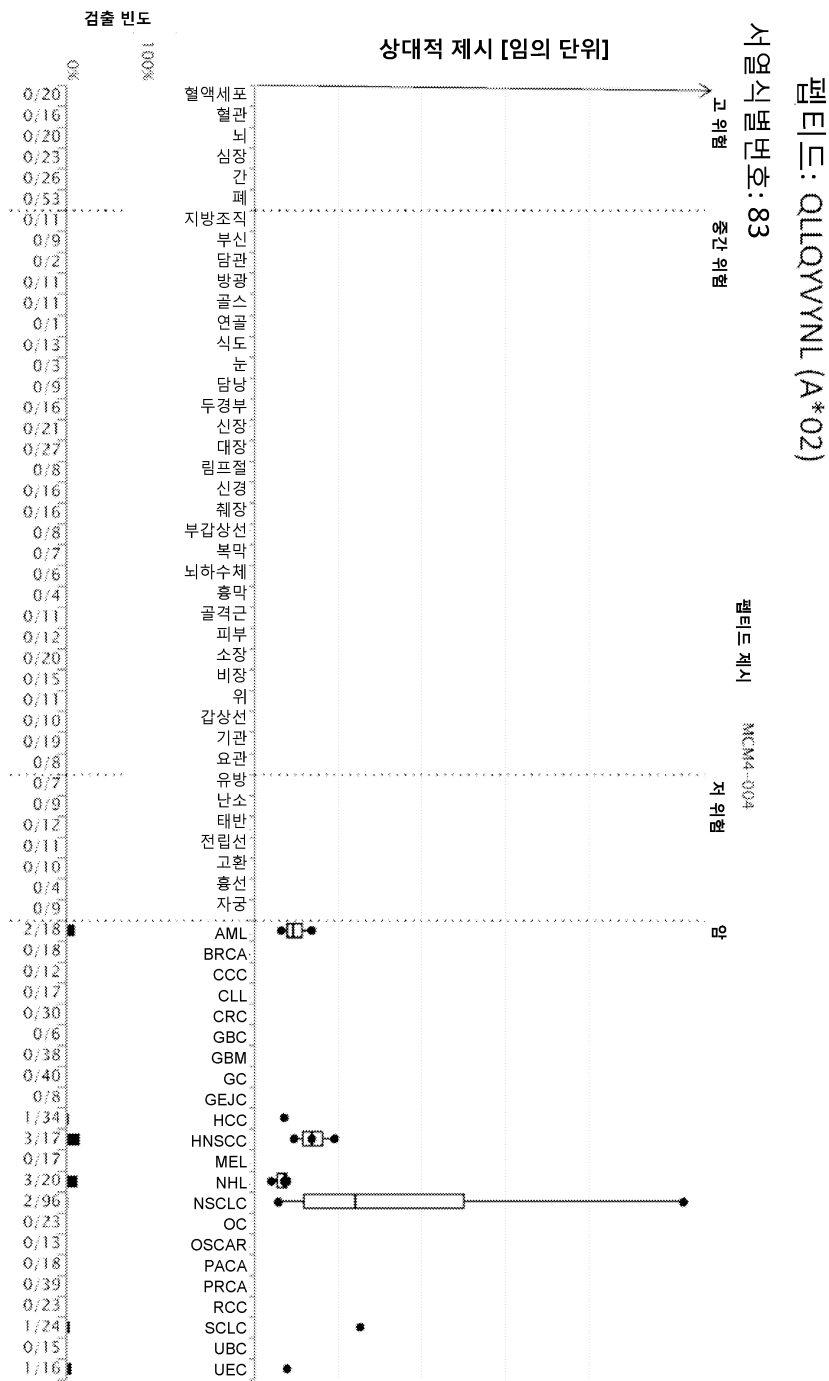 펩티드: QLLQYVYNL (A*02)
서열식별번호: 83
펩티드 제시
MCM4-004
고 위험
중간 위험
저 위험
암
상대적 제시 [임의 단위]
검출 빈도
100%
0%
혈액세포 0/20
혈관 0/16
뇌 0/20
심장 0/23
간 0/26
폐 0/53
지방조직 0/11
부신 0/9
담관 0/2
방광 0/11
골스 0/11
연골 0/1
식도 0/13
눈 0/3
담낭 0/9
두경부 0/16
신장 0/21
대장 0/27
림프절 0/8
신경 0/16
췌장 0/16
부갑상선 0/8
복막 0/7
뇌하수체 0/6
흉막 0/4
골격근 0/11
피부 0/12
소장 0/20
비장 0/15
위 0/11
갑상선 0/10
기관 0/19
요관 0/8
유방 0/7
난소 0/9
태반 0/12
전립선 0/11
고환 0/10
흉선 0/4
자궁 0/9
AML 2/18
BRCA 0/18
CCC 0/12
CLL 0/17
CRC 0/30
GBC 0/6
GBM 0/38
GC 0/40
GEJC 0/8
HCC 1/34
HNSCC 3/17
MEL 0/17
NHL 3/20
NSCLC 2/96
OC 0/23
OSCAR 0/13
PACA 0/18
PRCA 0/39
RCC 0/23
SCLC 1/24
UBC 0/15
UEC 1/16